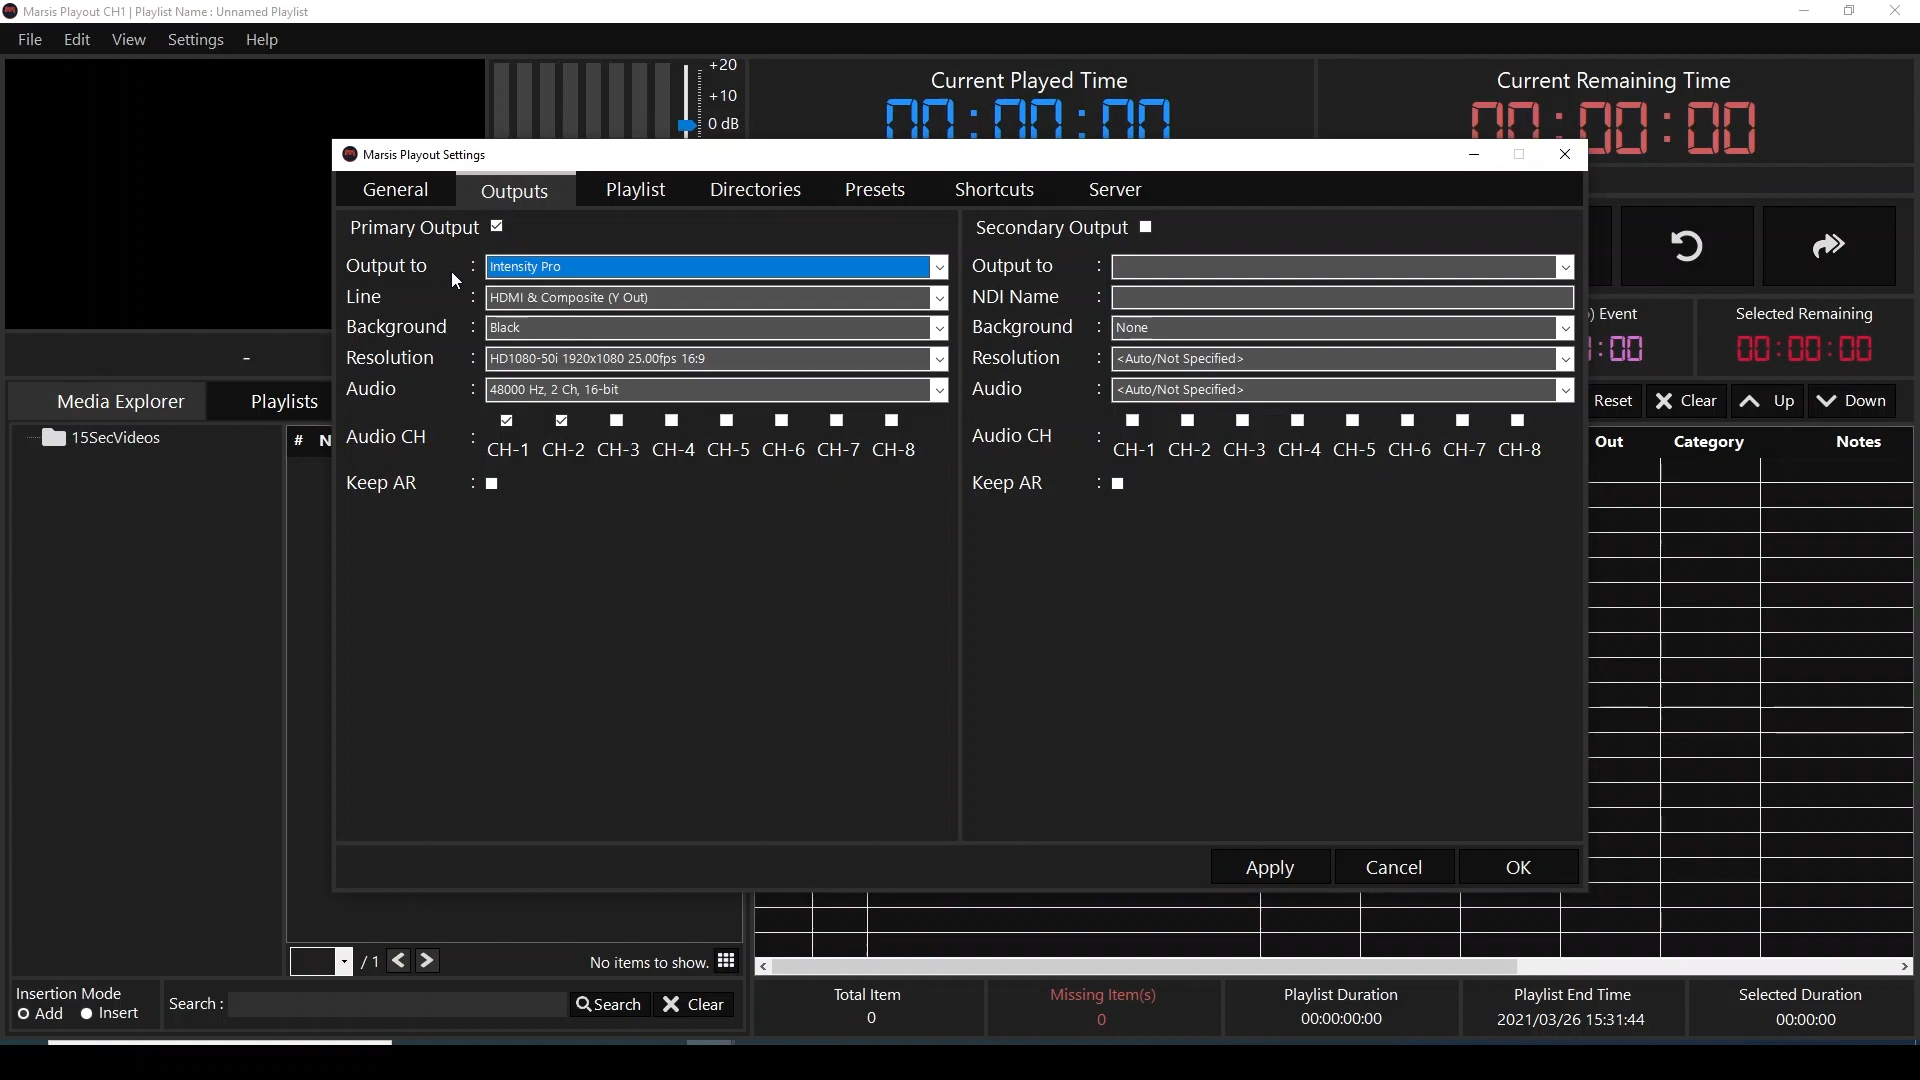 Marsis Playout CH1 | Playlist Name : Unnamed Playlist
File Edit View Settings Help
+20
+10
0 dB
Current Played Time
00:00:00
Current Remaining Time
00:00:00
Marsis Playout Settings
General Outputs Playlist Directories Presets Shortcuts Server
Primary Output
Output to : Intensity Pro
Line : HDMI & Composite (Y Out)
Background : Black
Resolution : HD1080-50i 1920x1080 25.00fps 16:9
Audio : 48000 Hz, 2 Ch, 16-bit
Audio CH :
CH-1 CH-2 CH-3 CH-4 CH-5 CH-6 CH-7 CH-8
Keep AR :
Secondary Output
Output to :
NDI Name :
Background : None
Resolution : <Auto/Not Specified>
Audio : <Auto/Not Specified>
Audio CH :
CH-1 CH-2 CH-3 CH-4 CH-5 CH-6 CH-7 CH-8
Keep AR :
Apply Cancel OK
) Event
:00
Selected Remaining
00:00:00
-
Reset Clear Up Down
Out Category Notes
Media Explorer Playlists
15SecVideos
# N
/ 1
No items to show.
Insertion Mode
Add Insert
Search : Search Clear
Total Item
0
Missing Item(s)
0
Playlist Duration
00:00:00:00
Playlist End Time
2021/03/26 15:31:44
Selected Duration
00:00:00